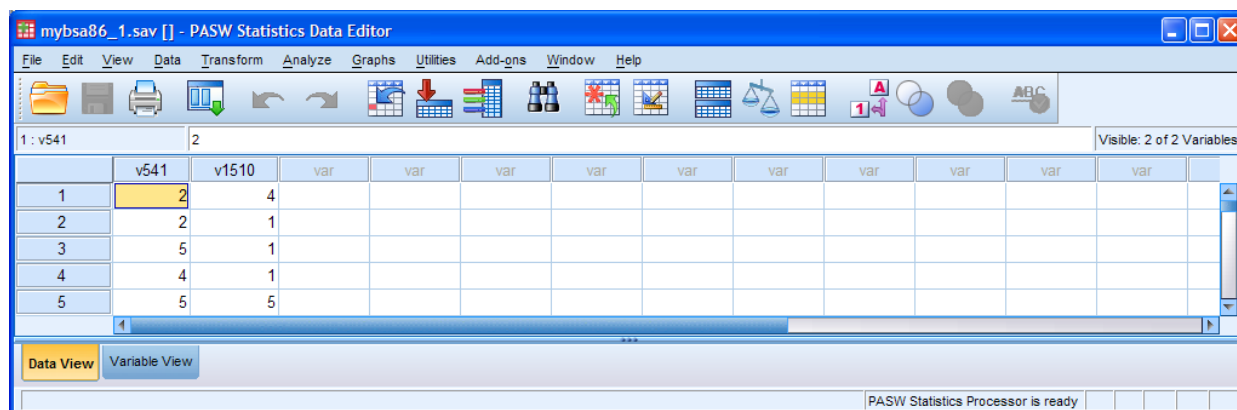 mybsa86_1.sav [] - PASW Statistics Data Editor
File Edit View Data Transform Analyze Graphs Utilities Add-ons Window Help
A
1
ABC
1 : v541 2 Visible: 2 of 2 Variables
v541 v1510 var var var var var var var var var var
1 2 4
2 2 1
3 5 1
4 4 1
5 5 5
Data View Variable View
PASW Statistics Processor is ready